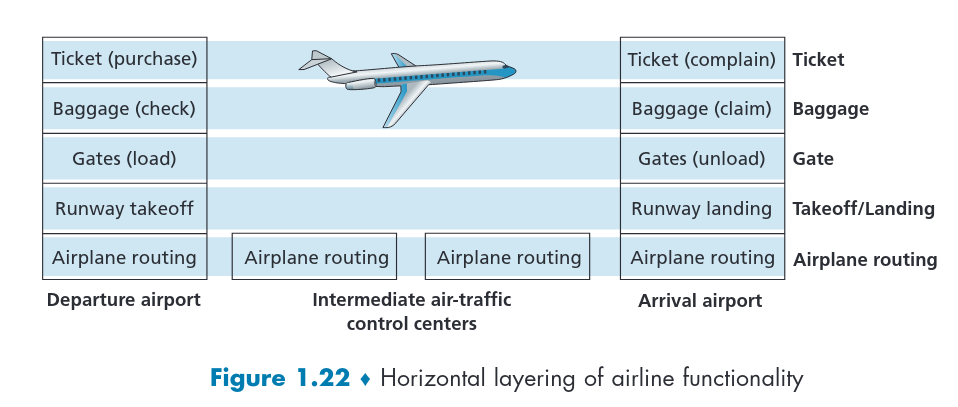 Ticket (purchase) Ticket (complain) Ticket
Baggage (check) Baggage (claim) Baggage
Gates (load) Gates (unload) Gate
Runway takeoff Runway landing Takeoff/Landing
Airplane routing Airplane routing Airplane routing Airplane routing Airplane routing
Departure airport Intermediate air-traffic Arrival airport
control centers
Figure 1.22 ♦ Horizontal layering of airline functionality